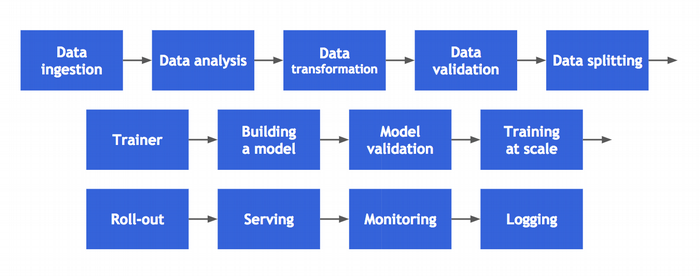 Data
ingestion
Data analysis
Data
transformation
Data
validation
Data splitting
Trainer
Building
a model
Model
validation
Training
at scale
Roll-out
Serving
Monitoring
Logging